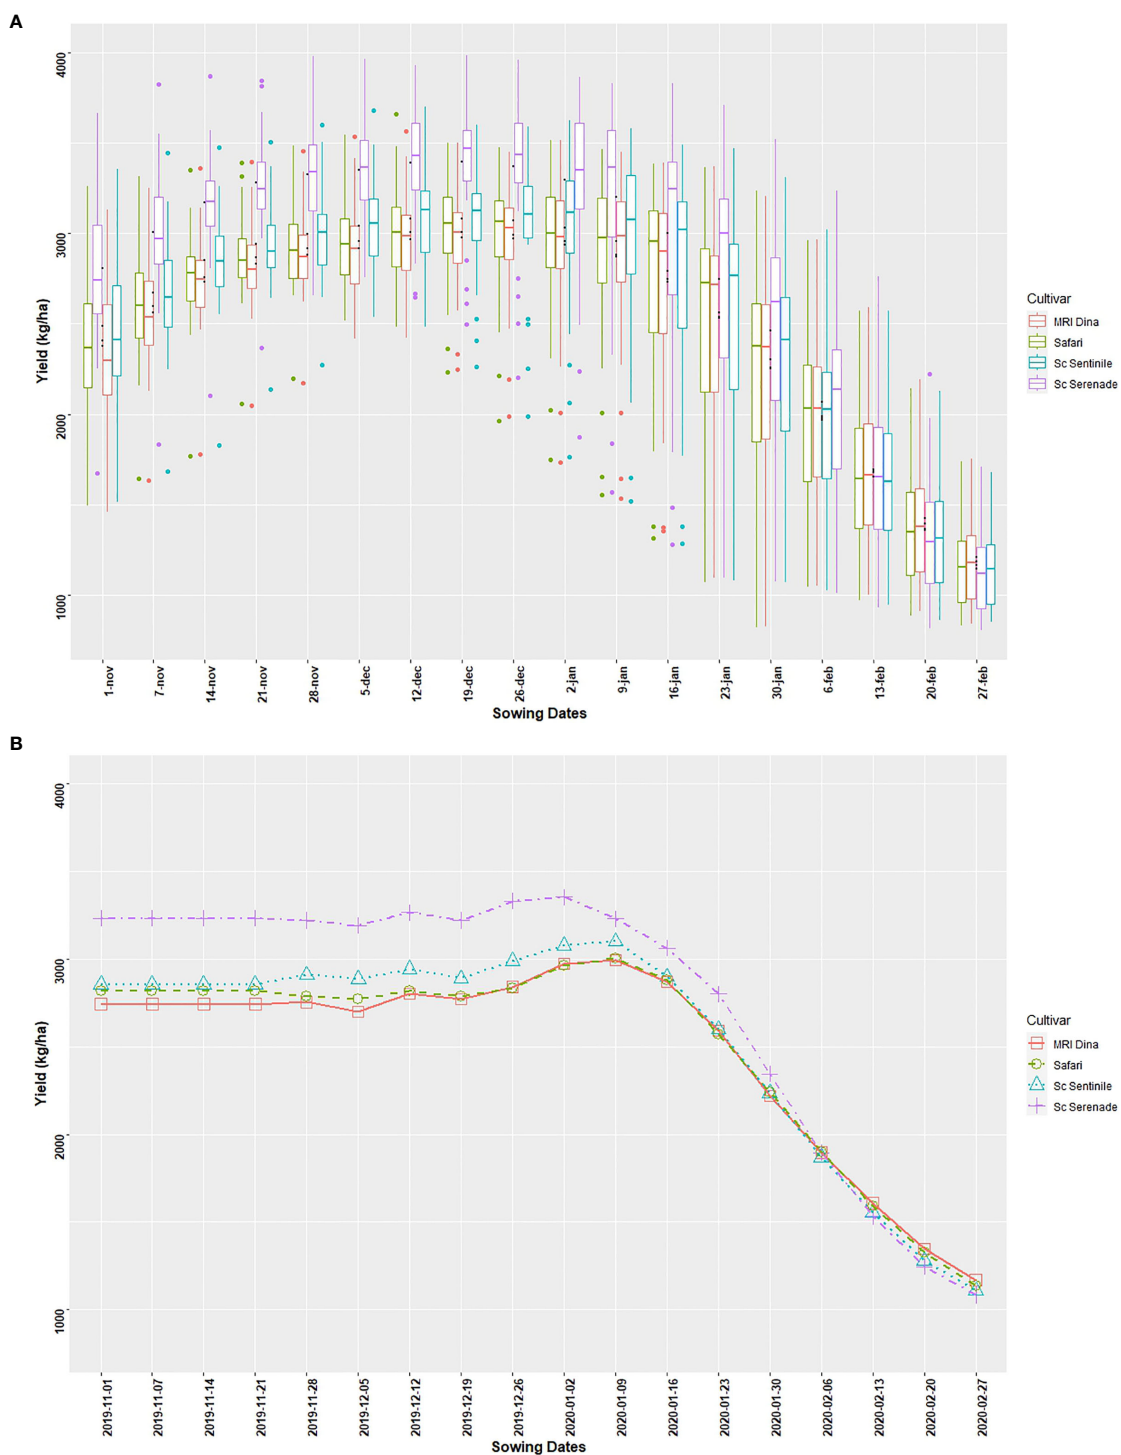 A
Yield (kg/ha)
4000
3000
2000
1000
1-nov
7-nov
14-nov
21-nov
28-nov
5-dec
12-dec
19-dec
26-dec
2-jan
9-jan
16-jan
23-jan
30-jan
6-feb
13-feb
20-feb
27-feb
Sowing Dates
Cultivar
MRI Dina
Safari
Sc Sentinile
Sc Serenade
B
Yield (kg/ha)
4000
3000
2000
1000
2019-11-01
2019-11-07
2019-11-14
2019-11-21
2019-11-28
2019-12-05
2019-12-12
2019-12-19
2019-12-26
2020-01-02
2020-01-09
2020-01-16
2020-01-23
2020-01-30
2020-02-06
2020-02-13
2020-02-20
2020-02-27
Sowing Dates
Cultivar
MRI Dina
Safari
Sc Sentinile
Sc Serenade